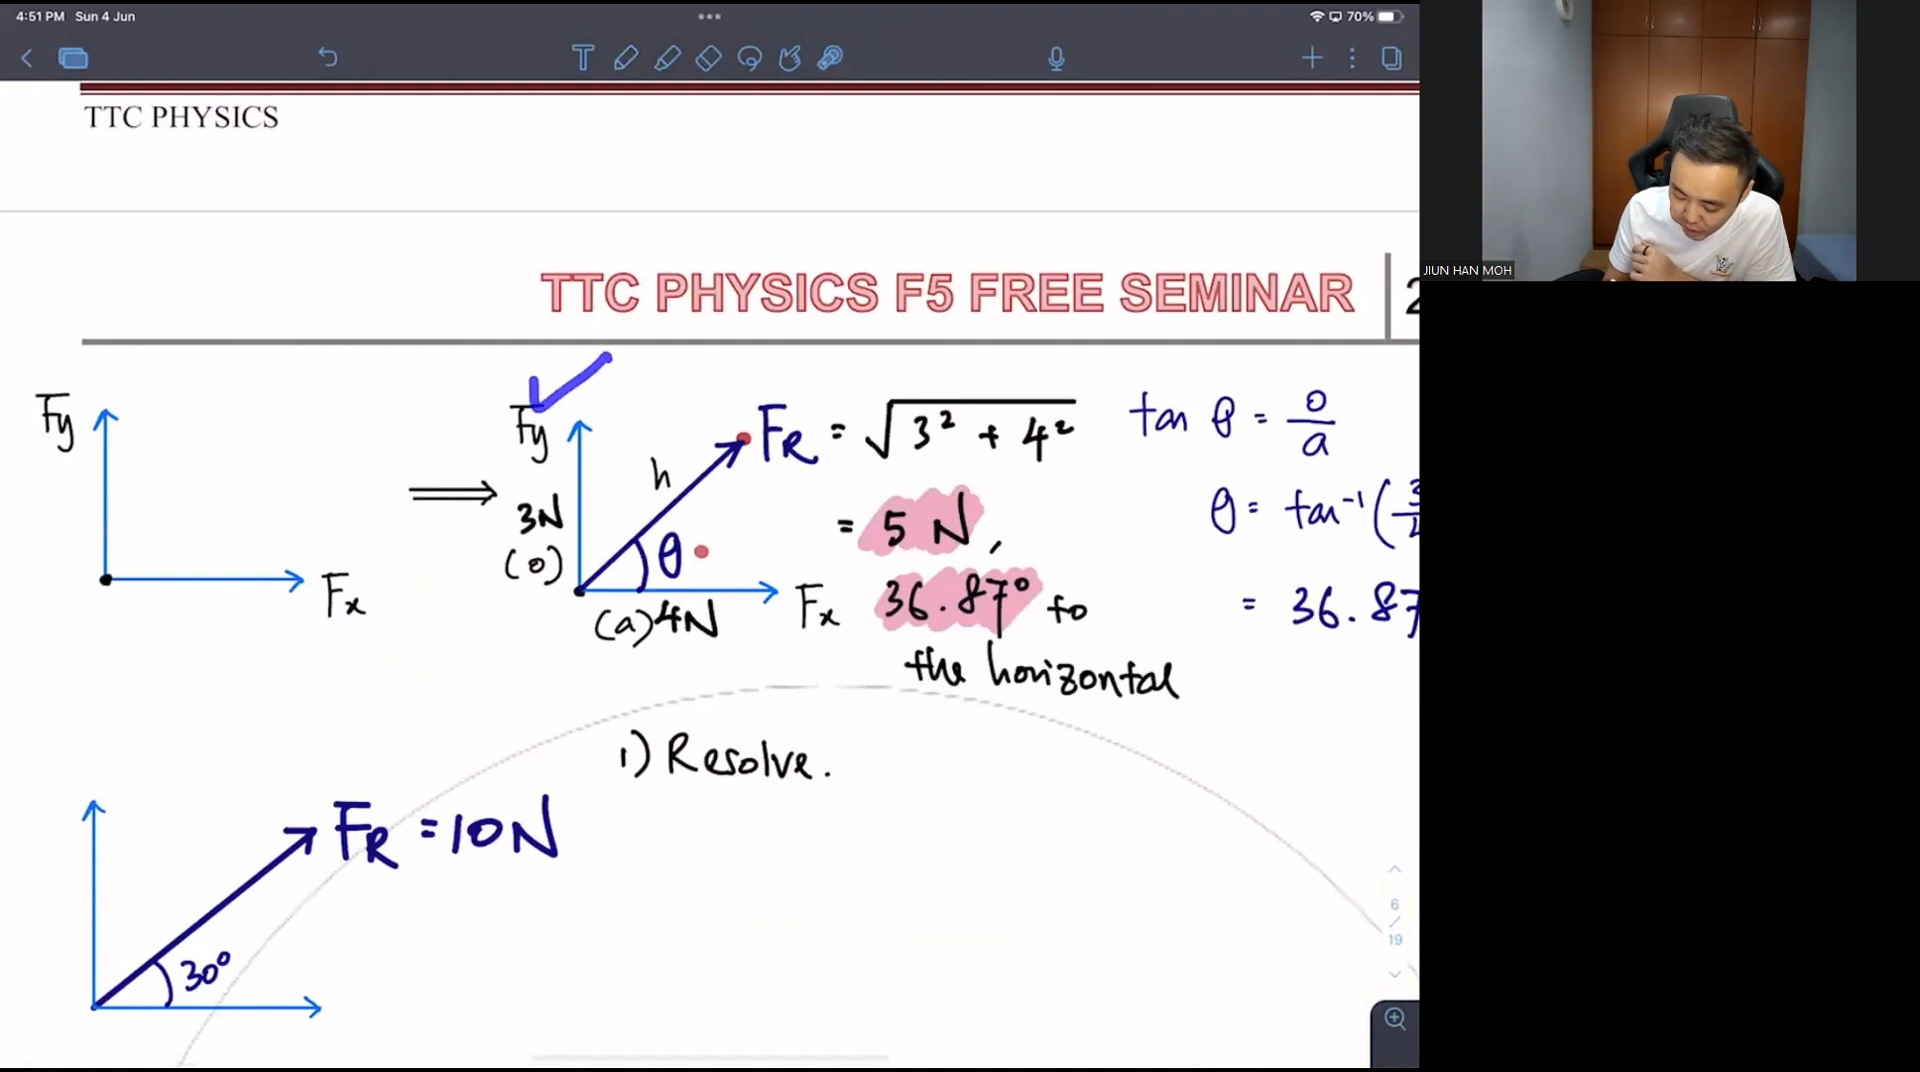 4:51 PM Sun 4 Jun
70%
TTC PHYSICS
TTC PHYSICS F5 FREE SEMINAR
JIUN HAN MOH
Fy
Fx
Fy
3N
(o)
h
θ
(a) 4N
Fx
FR = √3² + 4²
= 5 N,
36.87° to
the horizontal
tan θ = o/a
θ = tan⁻¹(3/
= 36.87
1) Resolve.
FR = 10N
30°
6
/
19